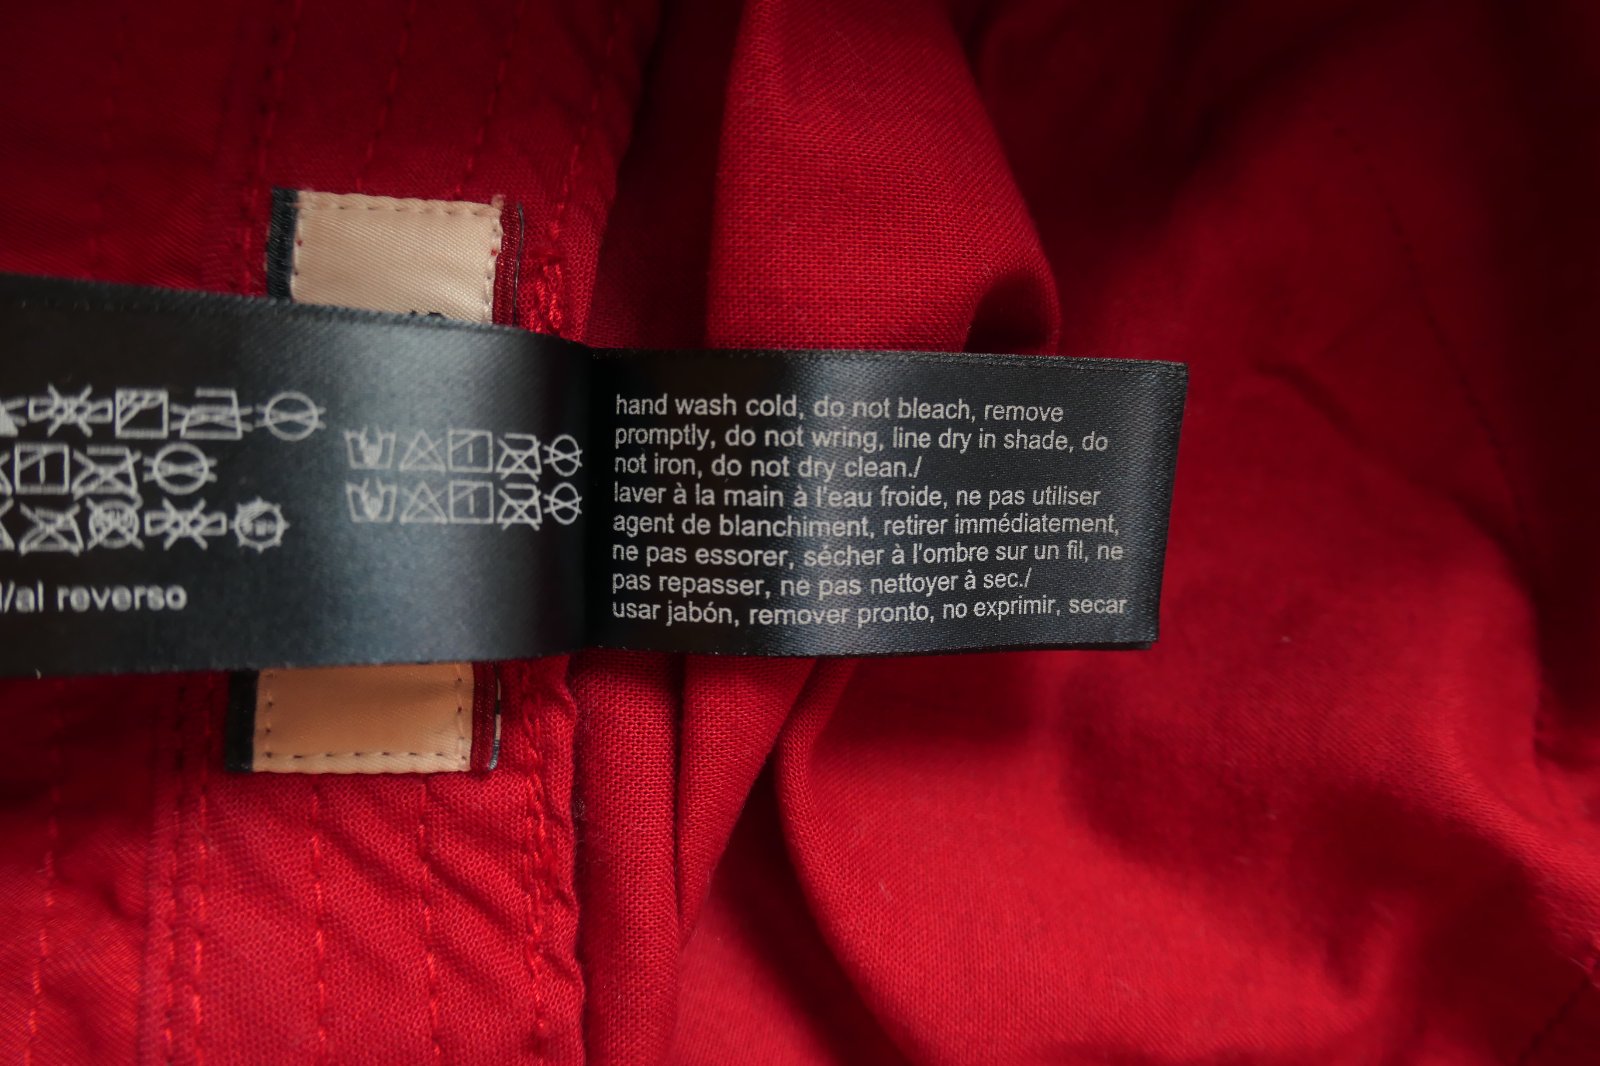 hand wash cold, do not bleach, remove
promptly, do not wring, line dry in shade, do
not iron, do not dry clean./
laver à la main à l'eau froide, ne pas utiliser
agent de blanchiment, retirer immédiatement,
ne pas essorer, sécher à l'ombre sur un fil, ne
pas repasser, ne pas nettoyer à sec./
usar jabón, remover pronto, no exprimir, secar
/al reverso